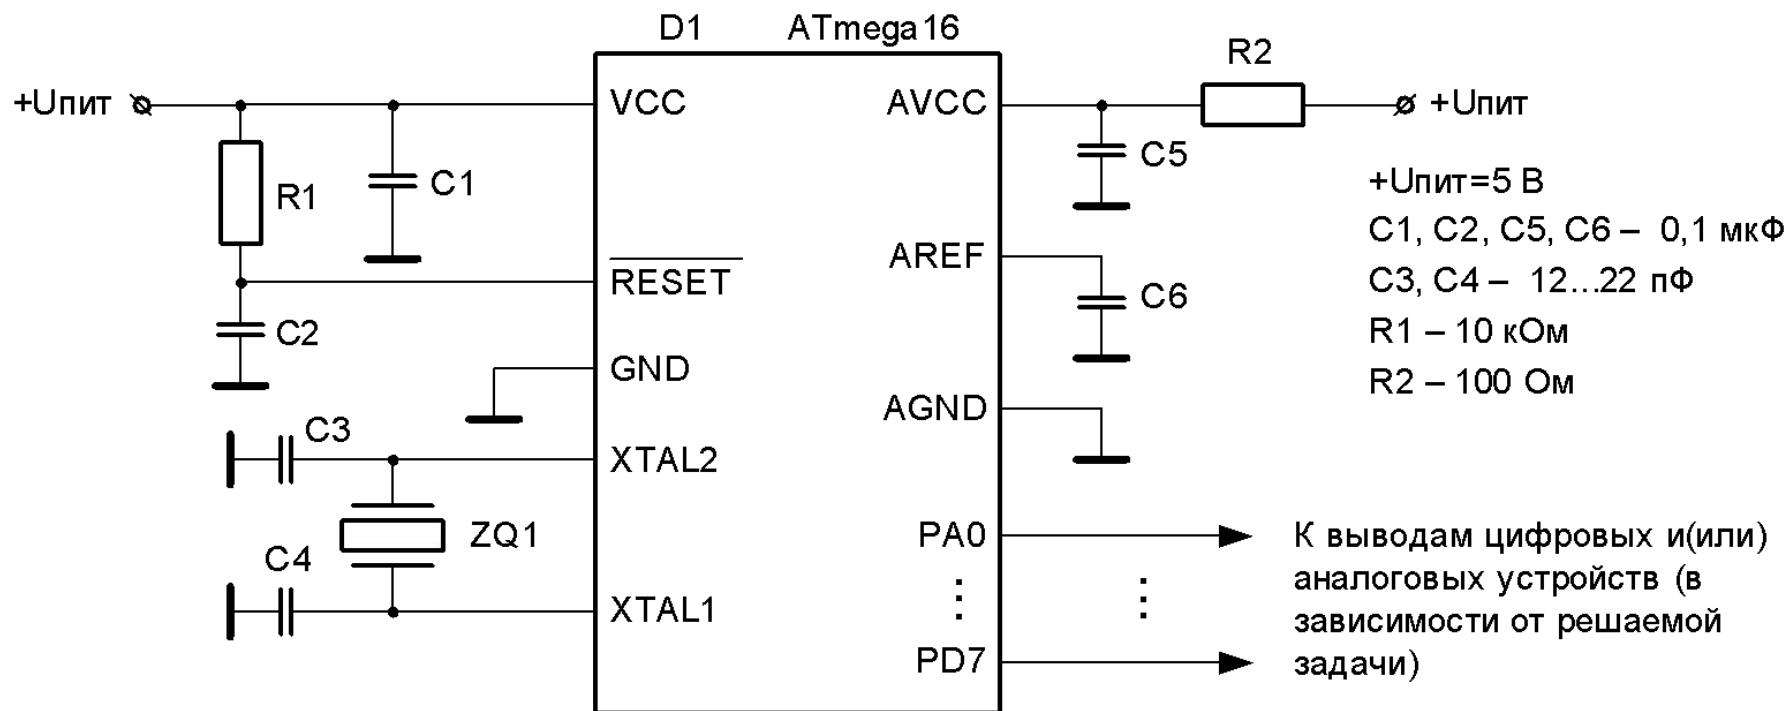 D1 ATmega16
+Uпит
VCC
R1
C1
RESET
C2
GND
C3
XTAL2
ZQ1
C4
XTAL1
AVCC
R2
+Uпит
C5
AREF
C6
AGND
PA0
PD7
+Uпит=5 В
C1, C2, C5, C6 – 0,1 мкФ
C3, C4 – 12...22 пФ
R1 – 10 кОм
R2 – 100 Ом
К выводам цифровых и(или)
аналоговых устройств (в
зависимости от решаемой
задачи)